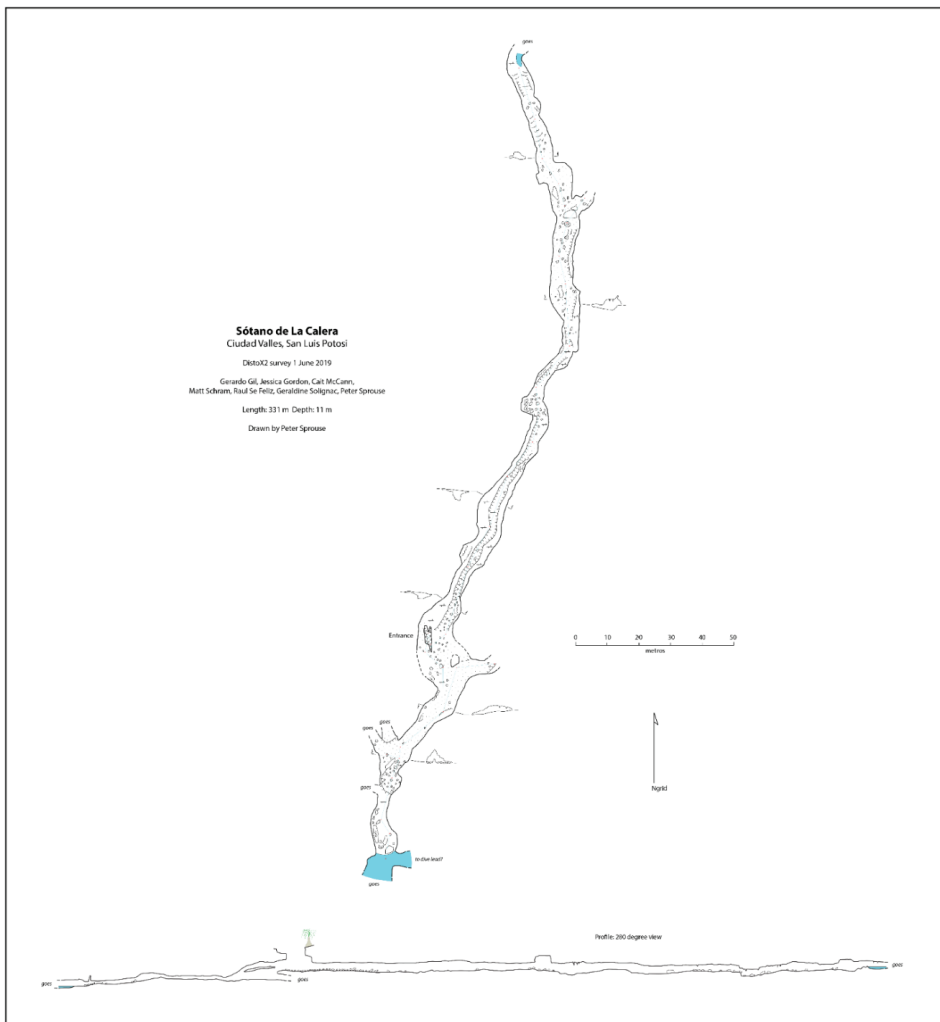 goes
Sótano de La Calera
Ciudad Valles, San Luis Potosí
DistoX2 survey 1 June 2019
Gerardo Gil, Jessica Gordon, Cait McCann,
Matt Schram, Raul Se Feliz, Geraldine Solignac, Peter Sprouse
Length: 331 m Depth: 11 m
Drawn by Peter Sprouse
Entrance
0 10 20 30 40 50
metros
goes goes
Ngrid
goes
to dive lead?
goes
Profile: 280 degree view
goes
goes
goes